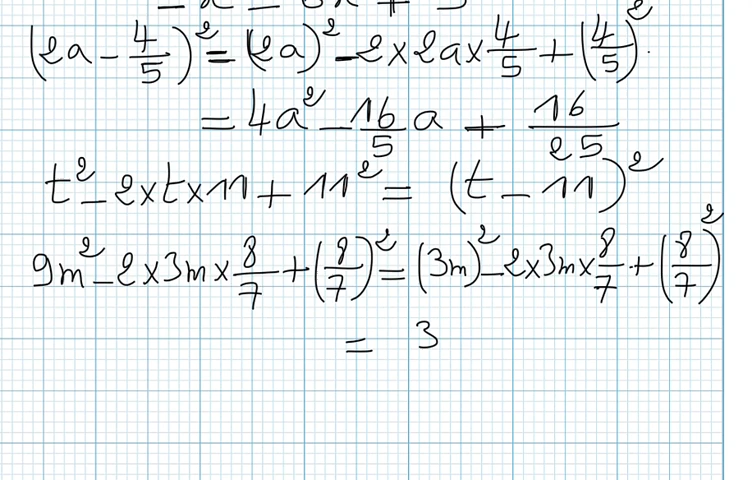 (2a - 4/5)² = (2a)² - 2 × 2a × 4/5 + (4/5)².
= 4a² - 16/5 a + 16/25
t² - 2 × t × 11 + 11² = (t - 11)²
9m² - 2 × 3m × 8/7 + (8/7)² = (3m)² - 2 × 3m × 8/7 + (8/7)²
= 3